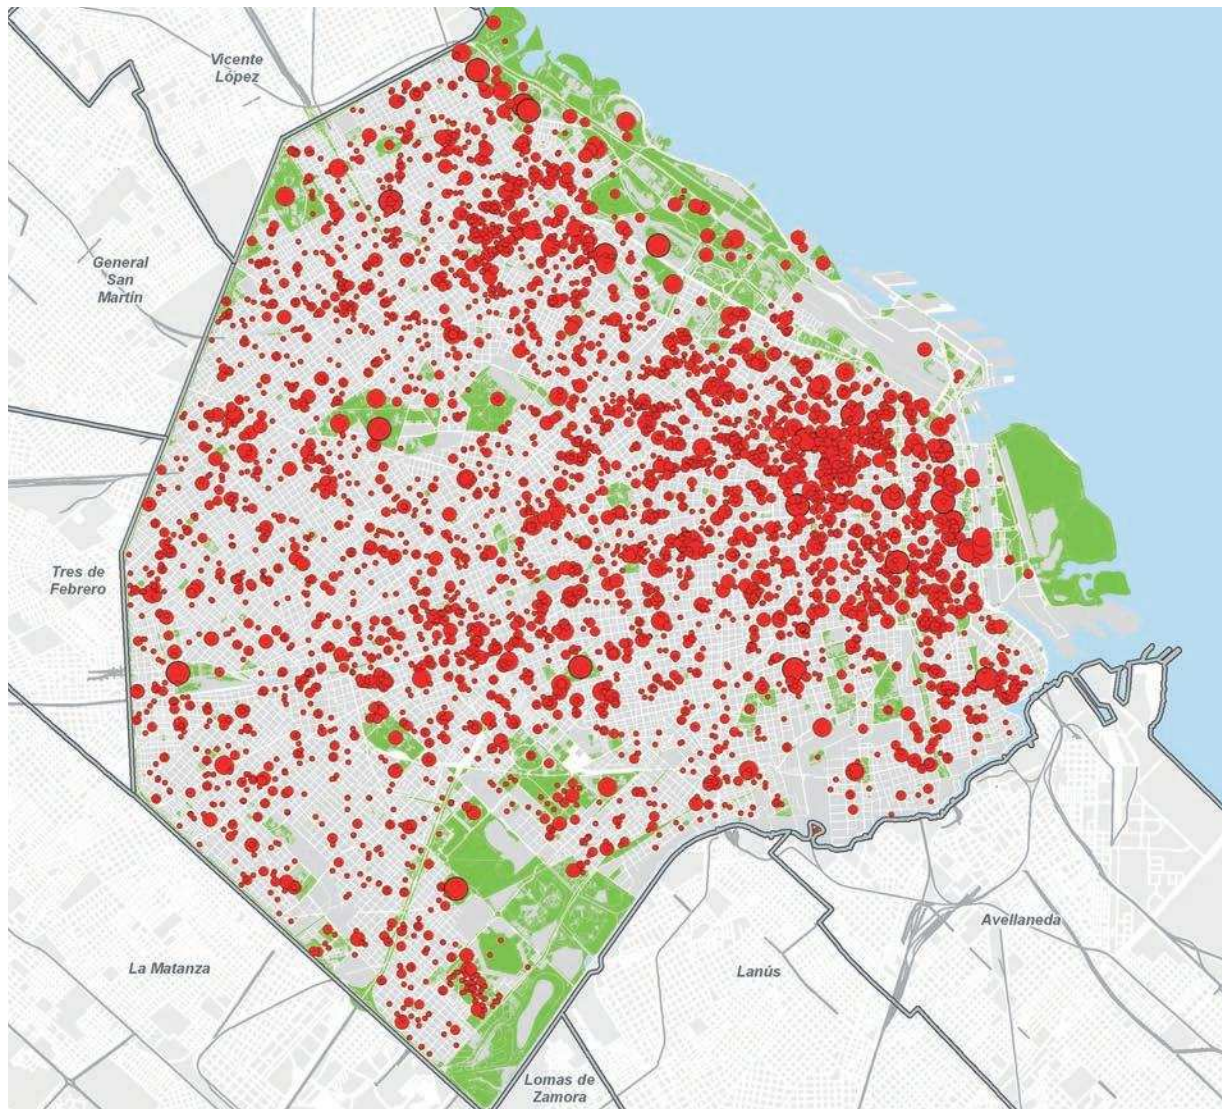 Vicente
López
General
San
Martín
Tres de
Febrero
La Matanza
Lomas de
Zamora
Lanús
Avellaneda